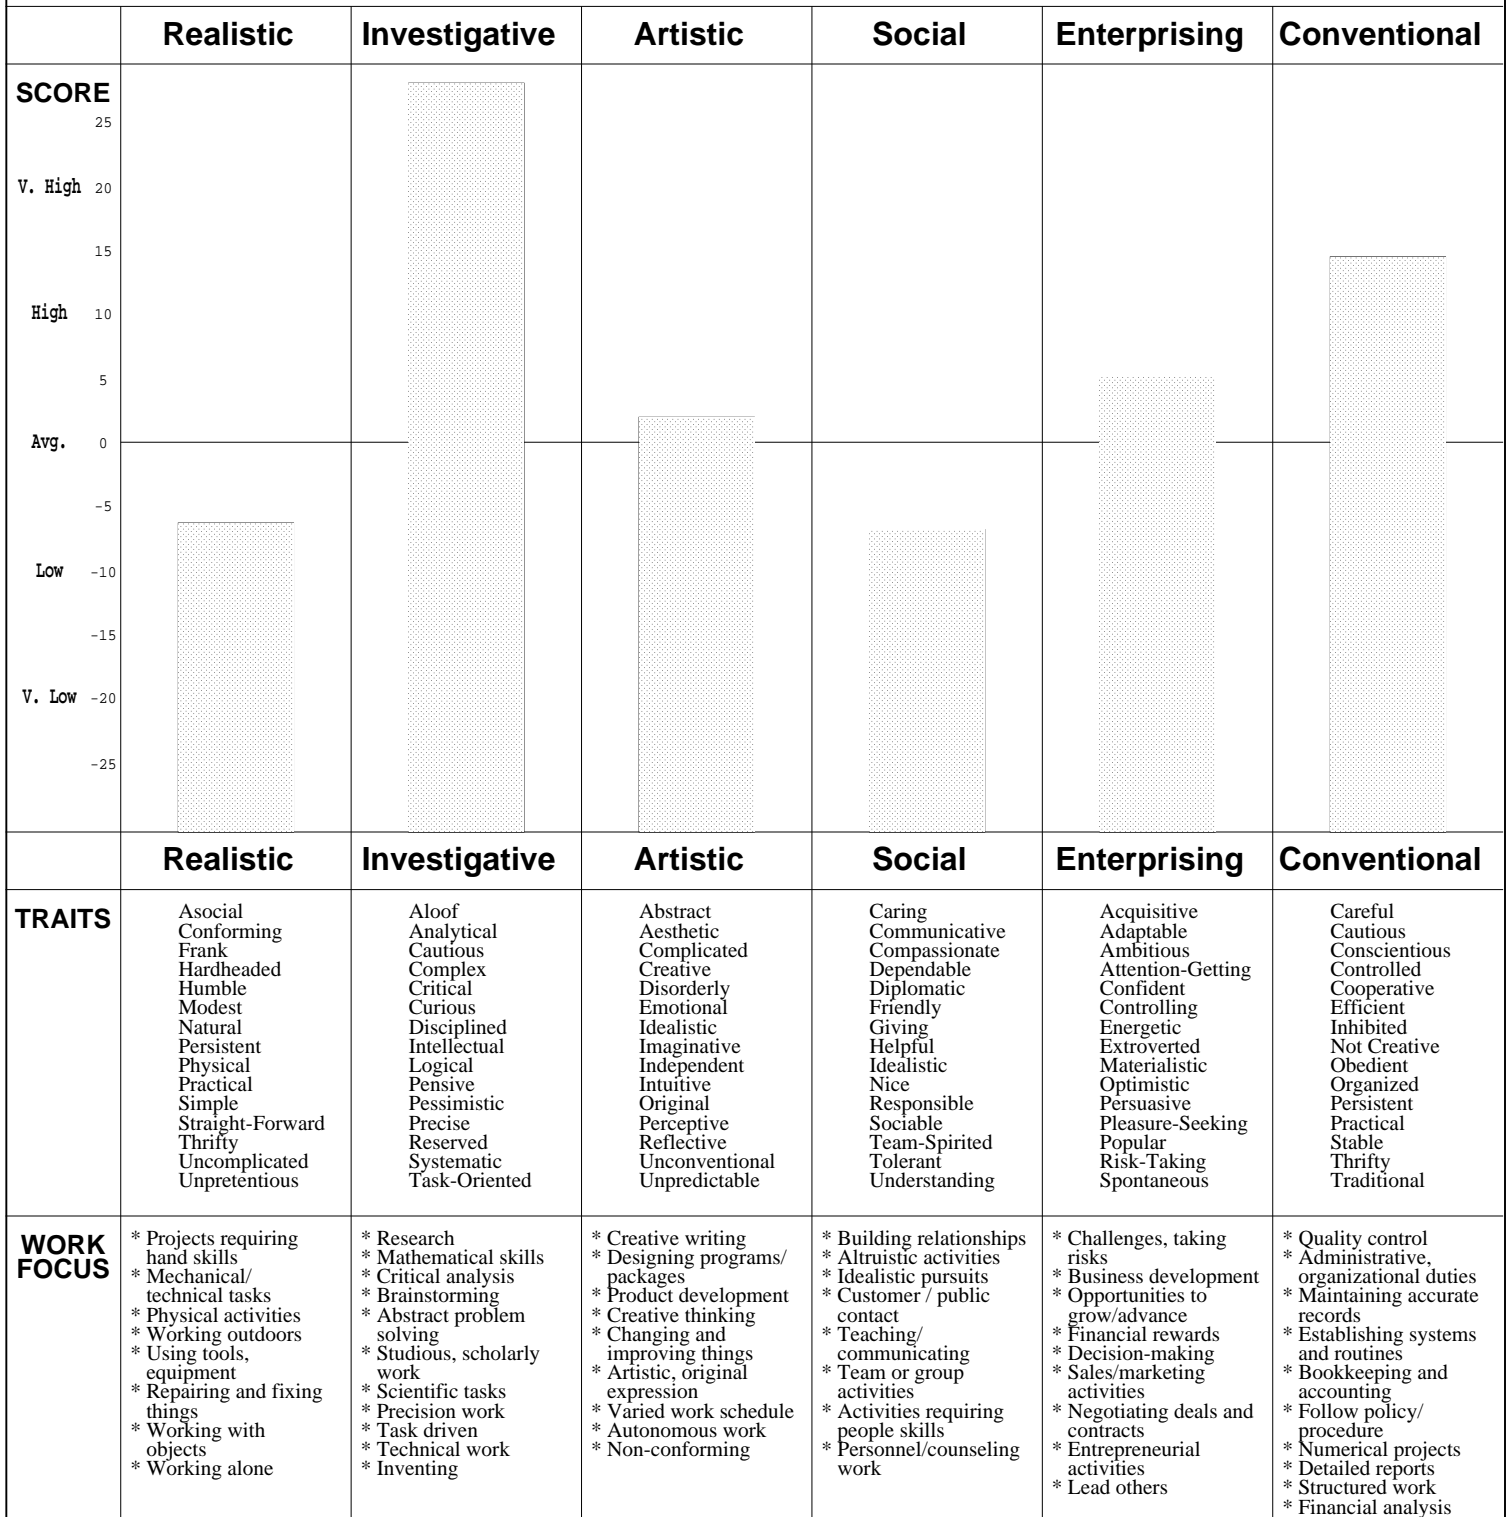 Realistic Investigative Artistic Social Enterprising Conventional
SCORE
25
V. High 20
15
High 10
5
Avg. 0
-5
Low -10
-15
V. Low -20
-25
Realistic Investigative Artistic Social Enterprising Conventional
TRAITS
Asocial
Conforming
Frank
Hardheaded
Humble
Modest
Natural
Persistent
Physical
Practical
Simple
Straight-Forward
Thrifty
Uncomplicated
Unpretentious
Aloof
Analytical
Cautious
Complex
Critical
Curious
Disciplined
Intellectual
Logical
Pensive
Pessimistic
Precise
Reserved
Systematic
Task-Oriented
Abstract
Aesthetic
Complicated
Creative
Disorderly
Emotional
Idealistic
Imaginative
Independent
Intuitive
Original
Perceptive
Reflective
Unconventional
Unpredictable
Caring
Communicative
Compassionate
Dependable
Diplomatic
Friendly
Giving
Helpful
Idealistic
Nice
Responsible
Sociable
Team-Spirited
Tolerant
Understanding
Acquisitive
Adaptable
Ambitious
Attention-Getting
Confident
Controlling
Energetic
Extroverted
Materialistic
Optimistic
Persuasive
Pleasure-Seeking
Popular
Risk-Taking
Spontaneous
Careful
Cautious
Conscientious
Controlled
Cooperative
Efficient
Inhibited
Not Creative
Obedient
Organized
Persistent
Practical
Stable
Thrifty
Traditional
WORK
FOCUS
* Projects requiring
hand skills
* Mechanical/
technical tasks
* Physical activities
* Working outdoors
* Using tools,
equipment
* Repairing and fixing
things
* Working with
objects
* Working alone
* Research
* Mathematical skills
* Critical analysis
* Brainstorming
* Abstract problem
solving
* Studious, scholarly
work
* Scientific tasks
* Precision work
* Task driven
* Technical work
* Inventing
* Creative writing
* Designing programs/
packages
* Product development
* Creative thinking
* Changing and
improving things
* Artistic, original
expression
* Varied work schedule
* Autonomous work
* Non-conforming
* Building relationships
* Altruistic activities
* Idealistic pursuits
* Customer / public
contact
* Teaching/
communicating
* Team or group
activities
* Activities requiring
people skills
* Personnel/counseling
work
* Challenges, taking
risks
* Business development
* Opportunities to
grow/advance
* Financial rewards
* Decision-making
* Sales/marketing
activities
* Negotiating deals and
contracts
* Entrepreneurial
activities
* Lead others
* Quality control
* Administrative,
organizational duties
* Maintaining accurate
records
* Establishing systems
and routines
* Bookkeeping and
accounting
* Follow policy/
procedure
* Numerical projects
* Detailed reports
* Structured work
* Financial analysis